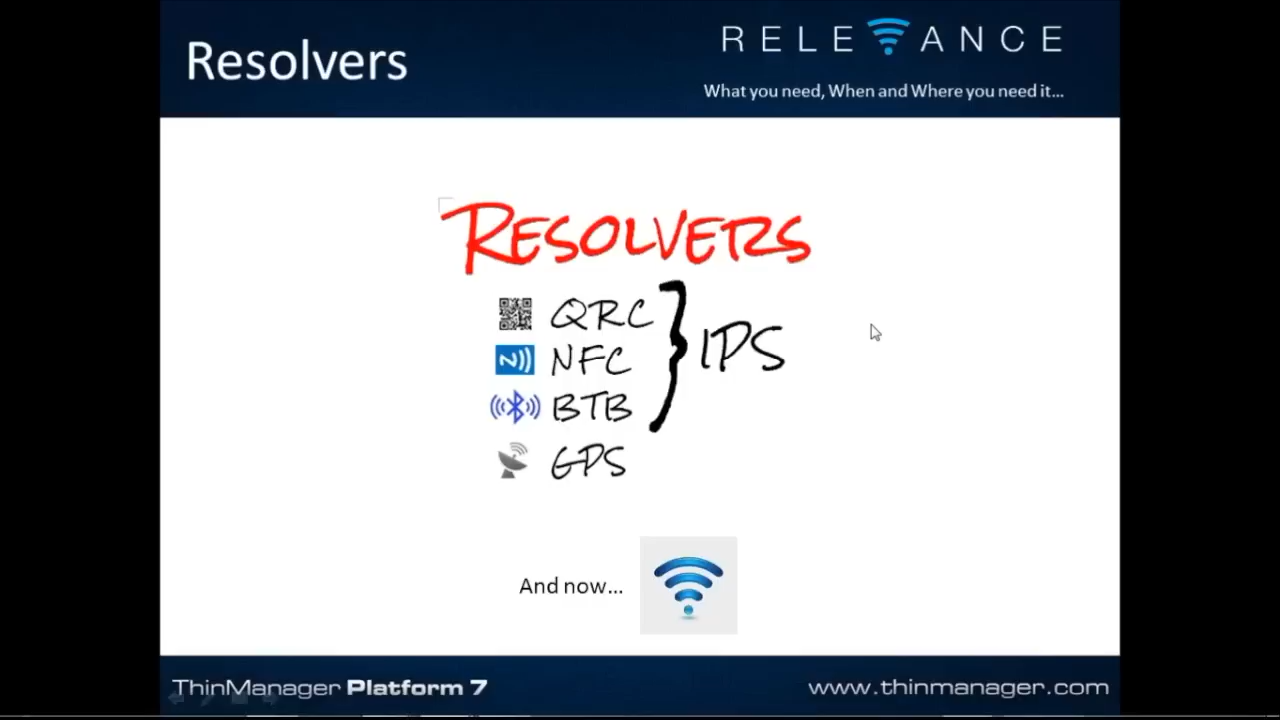 Resolvers
RELEVANCE
What you need, When and Where you need it...
RESOLVERS
QRC
NFC
BTB
IPS
GPS
And now...
ThinManager Platform 7
www.thinmanager.com